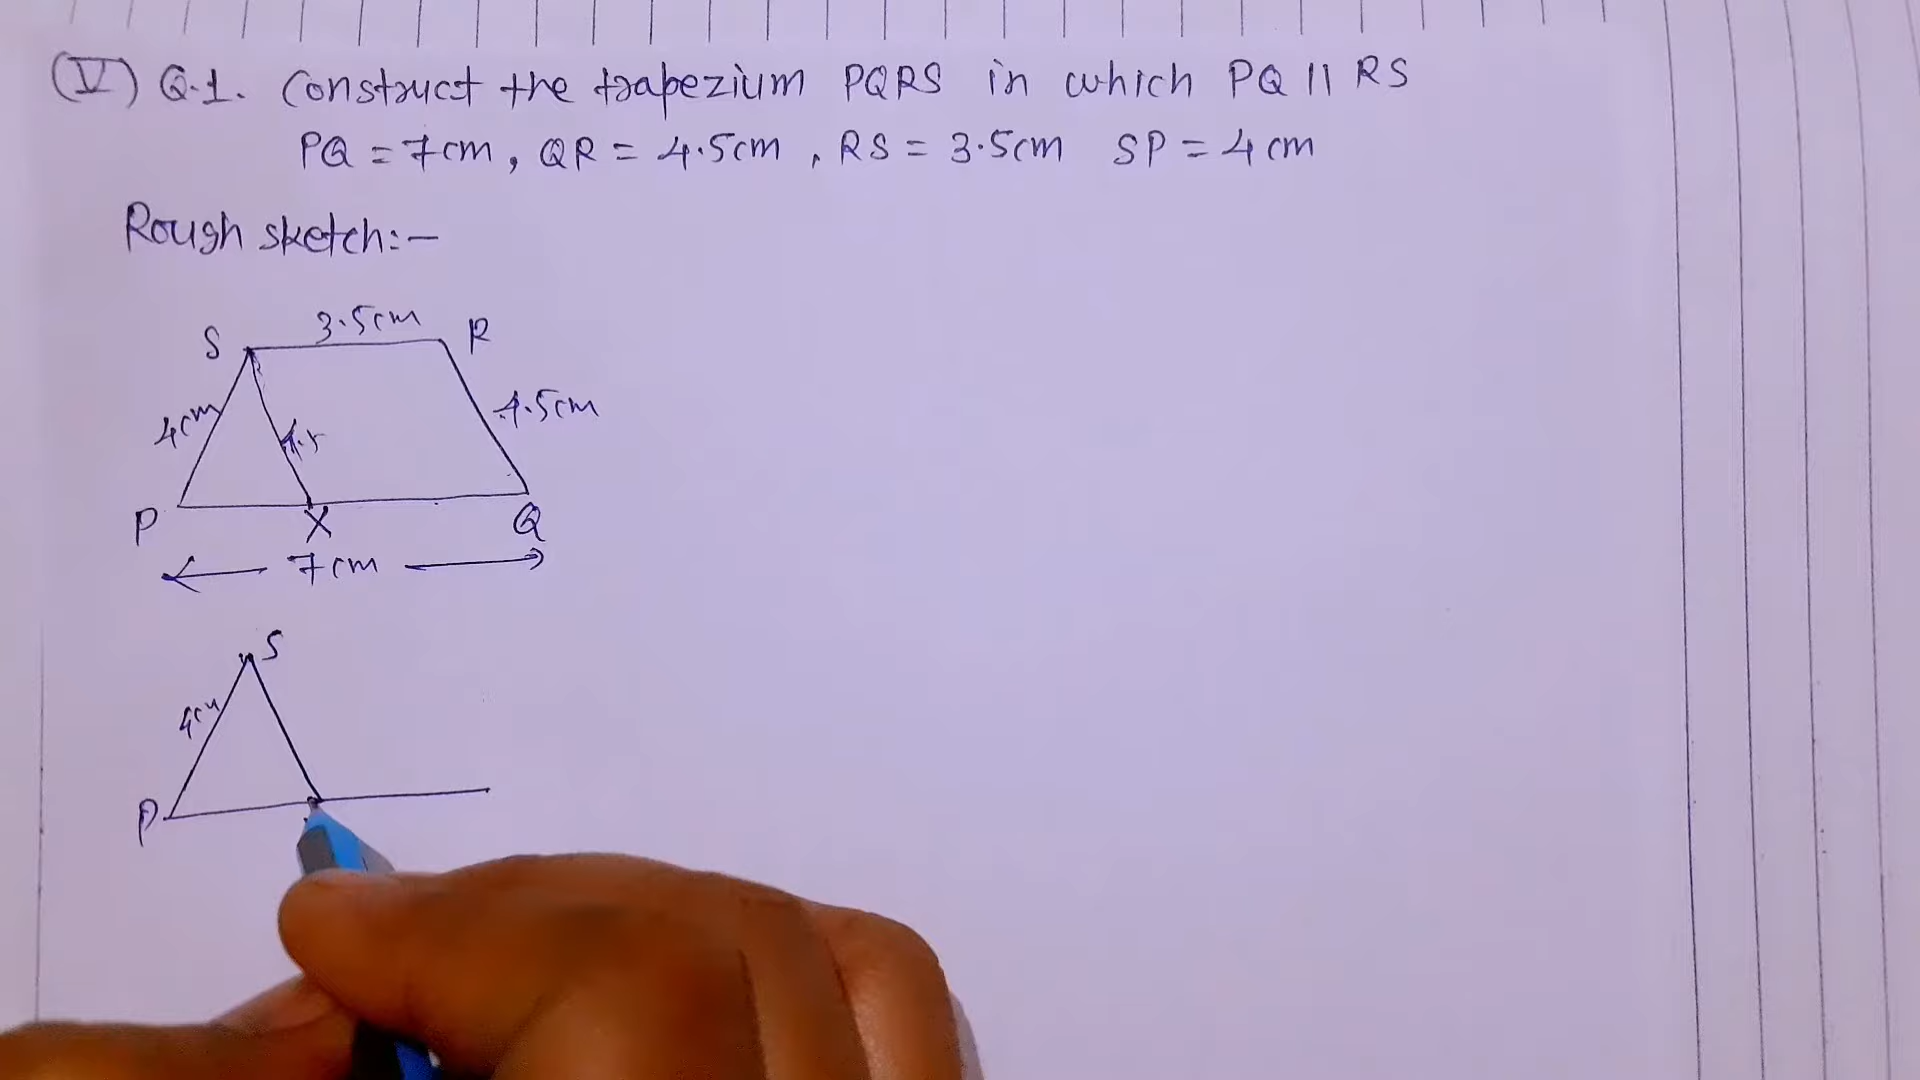 (V) Q.1. Construct the trapezium PQRS in which PQ || RS
PQ = 7cm, QR = 4.5cm, RS = 3.5cm SP = 4cm
Rough sketch:-
3.5cm
S R
4cm 4.5 4.5cm
P X Q
7cm
S
4cm
P